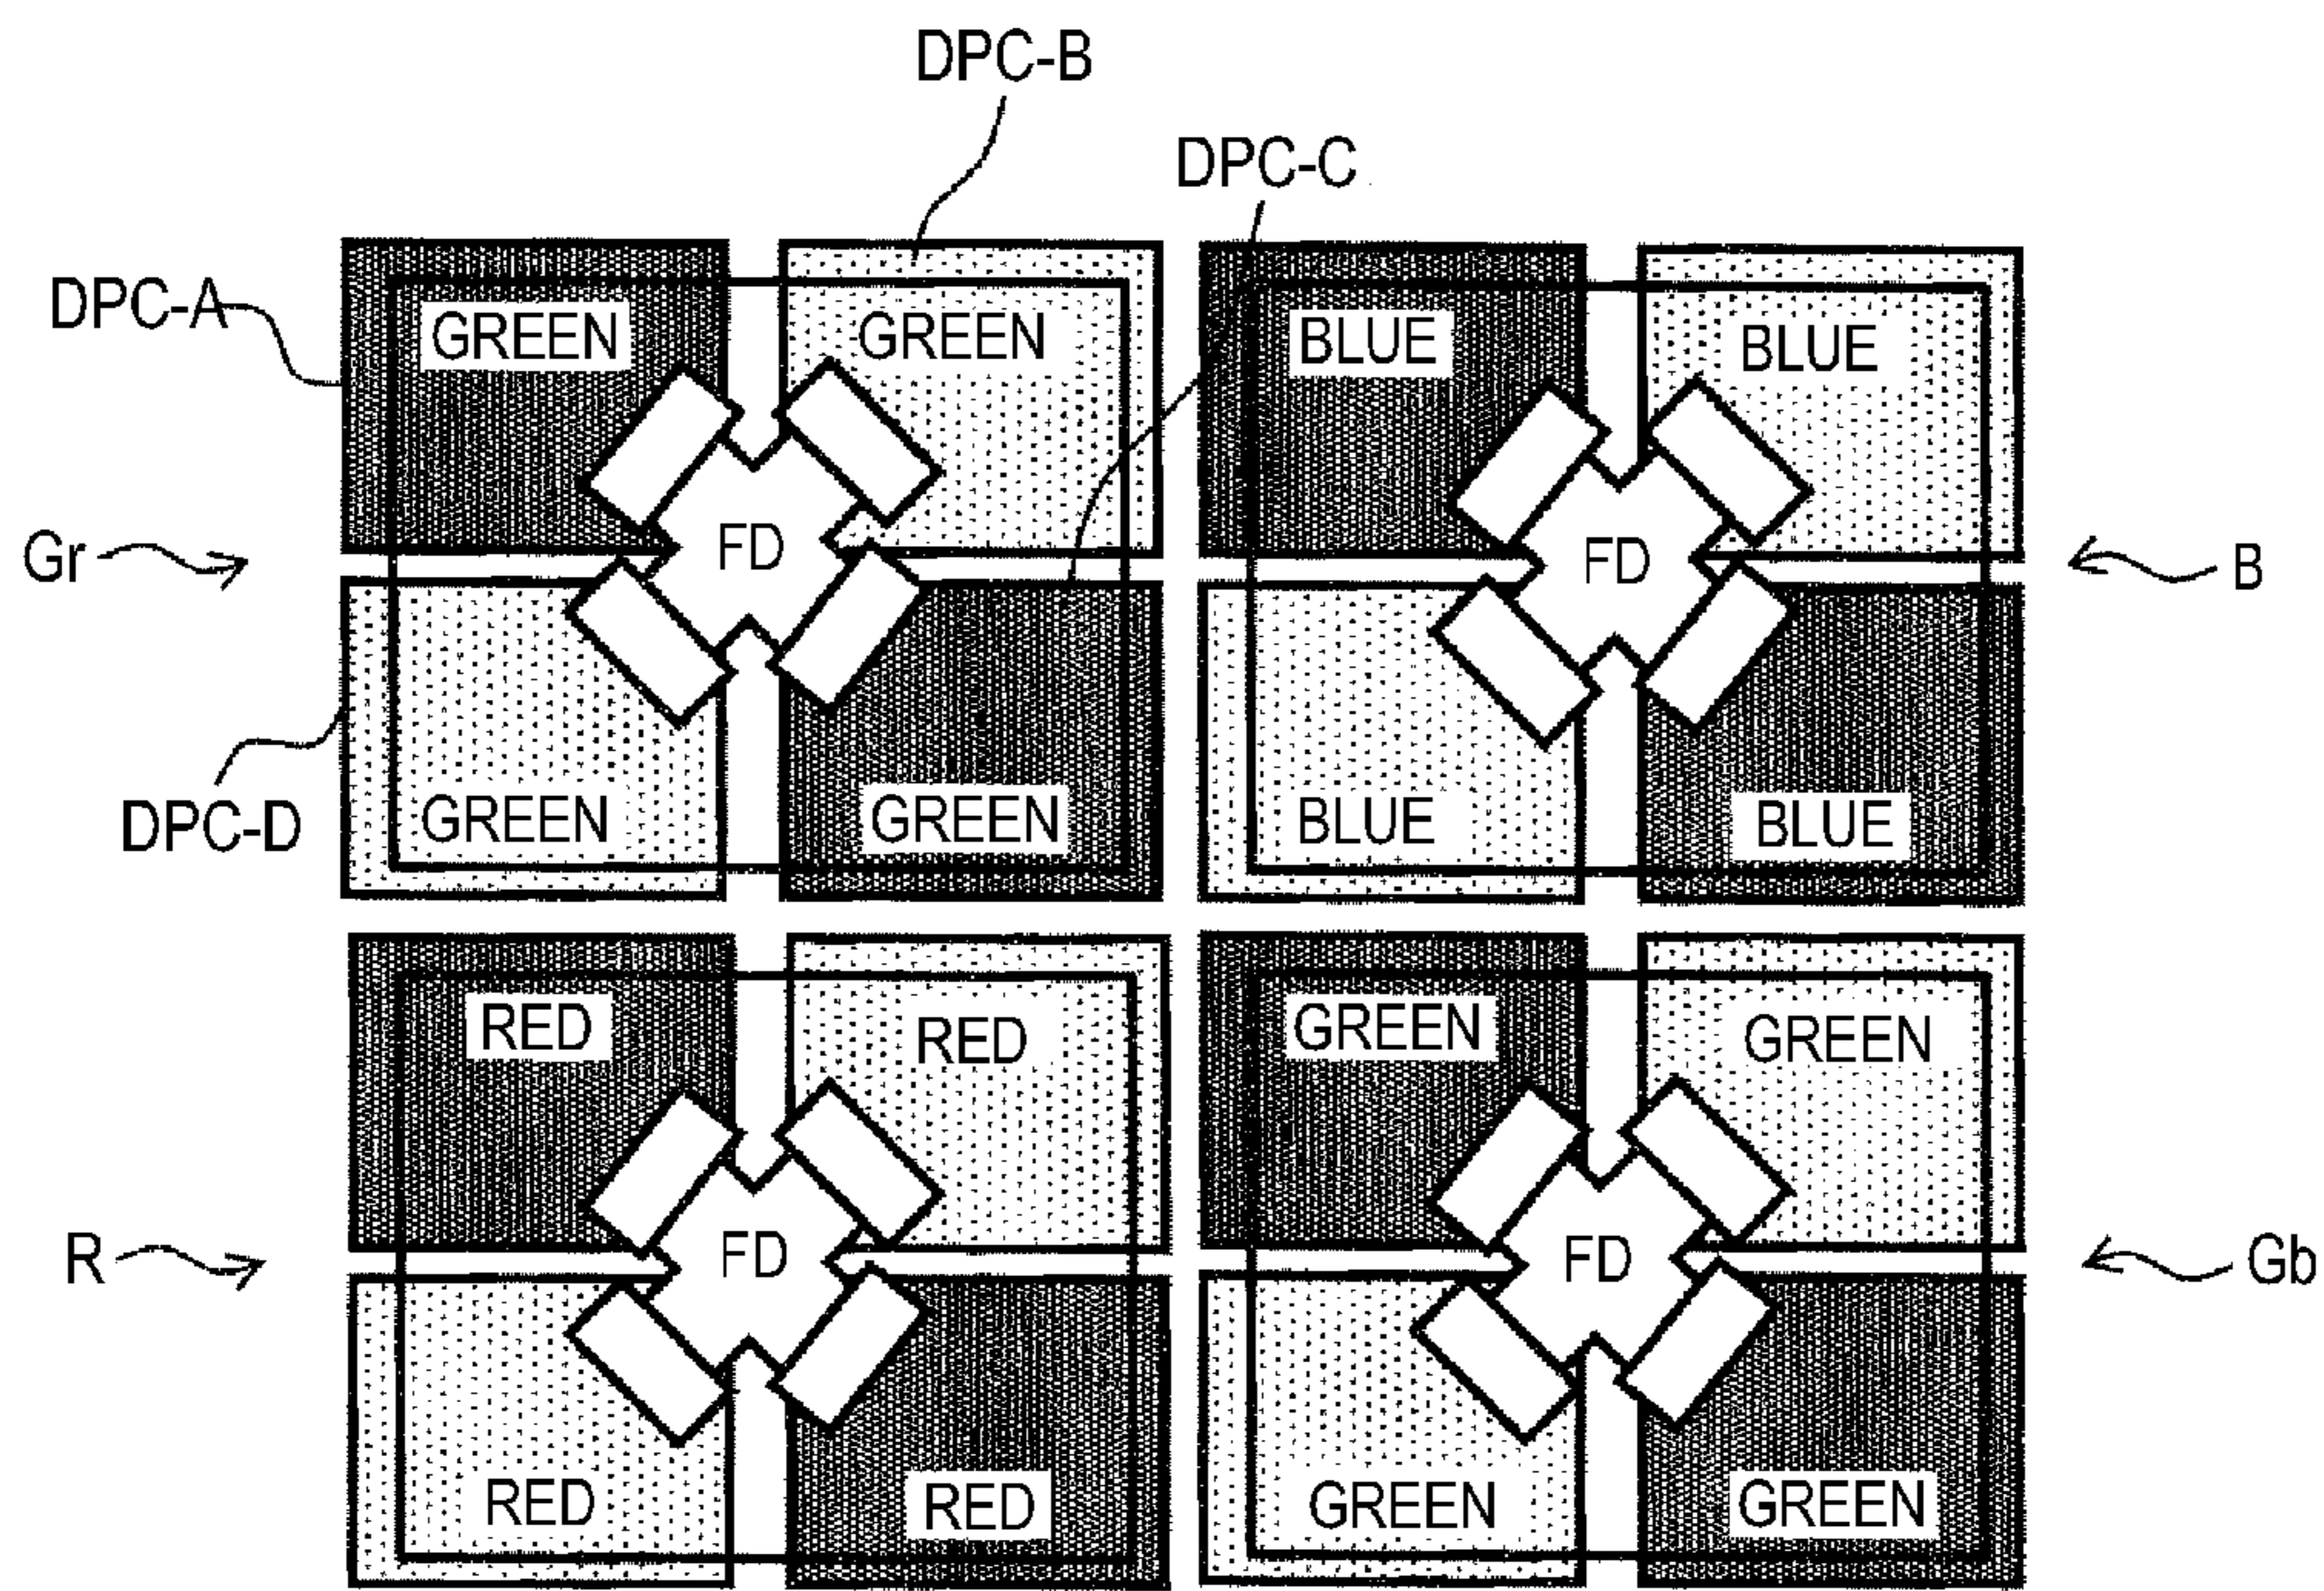 DPC-B
DPC-C
DPC-A
GREEN GREEN BLUE BLUE
Gr FD FD B
DPC-D GREEN GREEN BLUE BLUE
RED RED GREEN GREEN
R FD FD Gb
RED RED GREEN GREEN